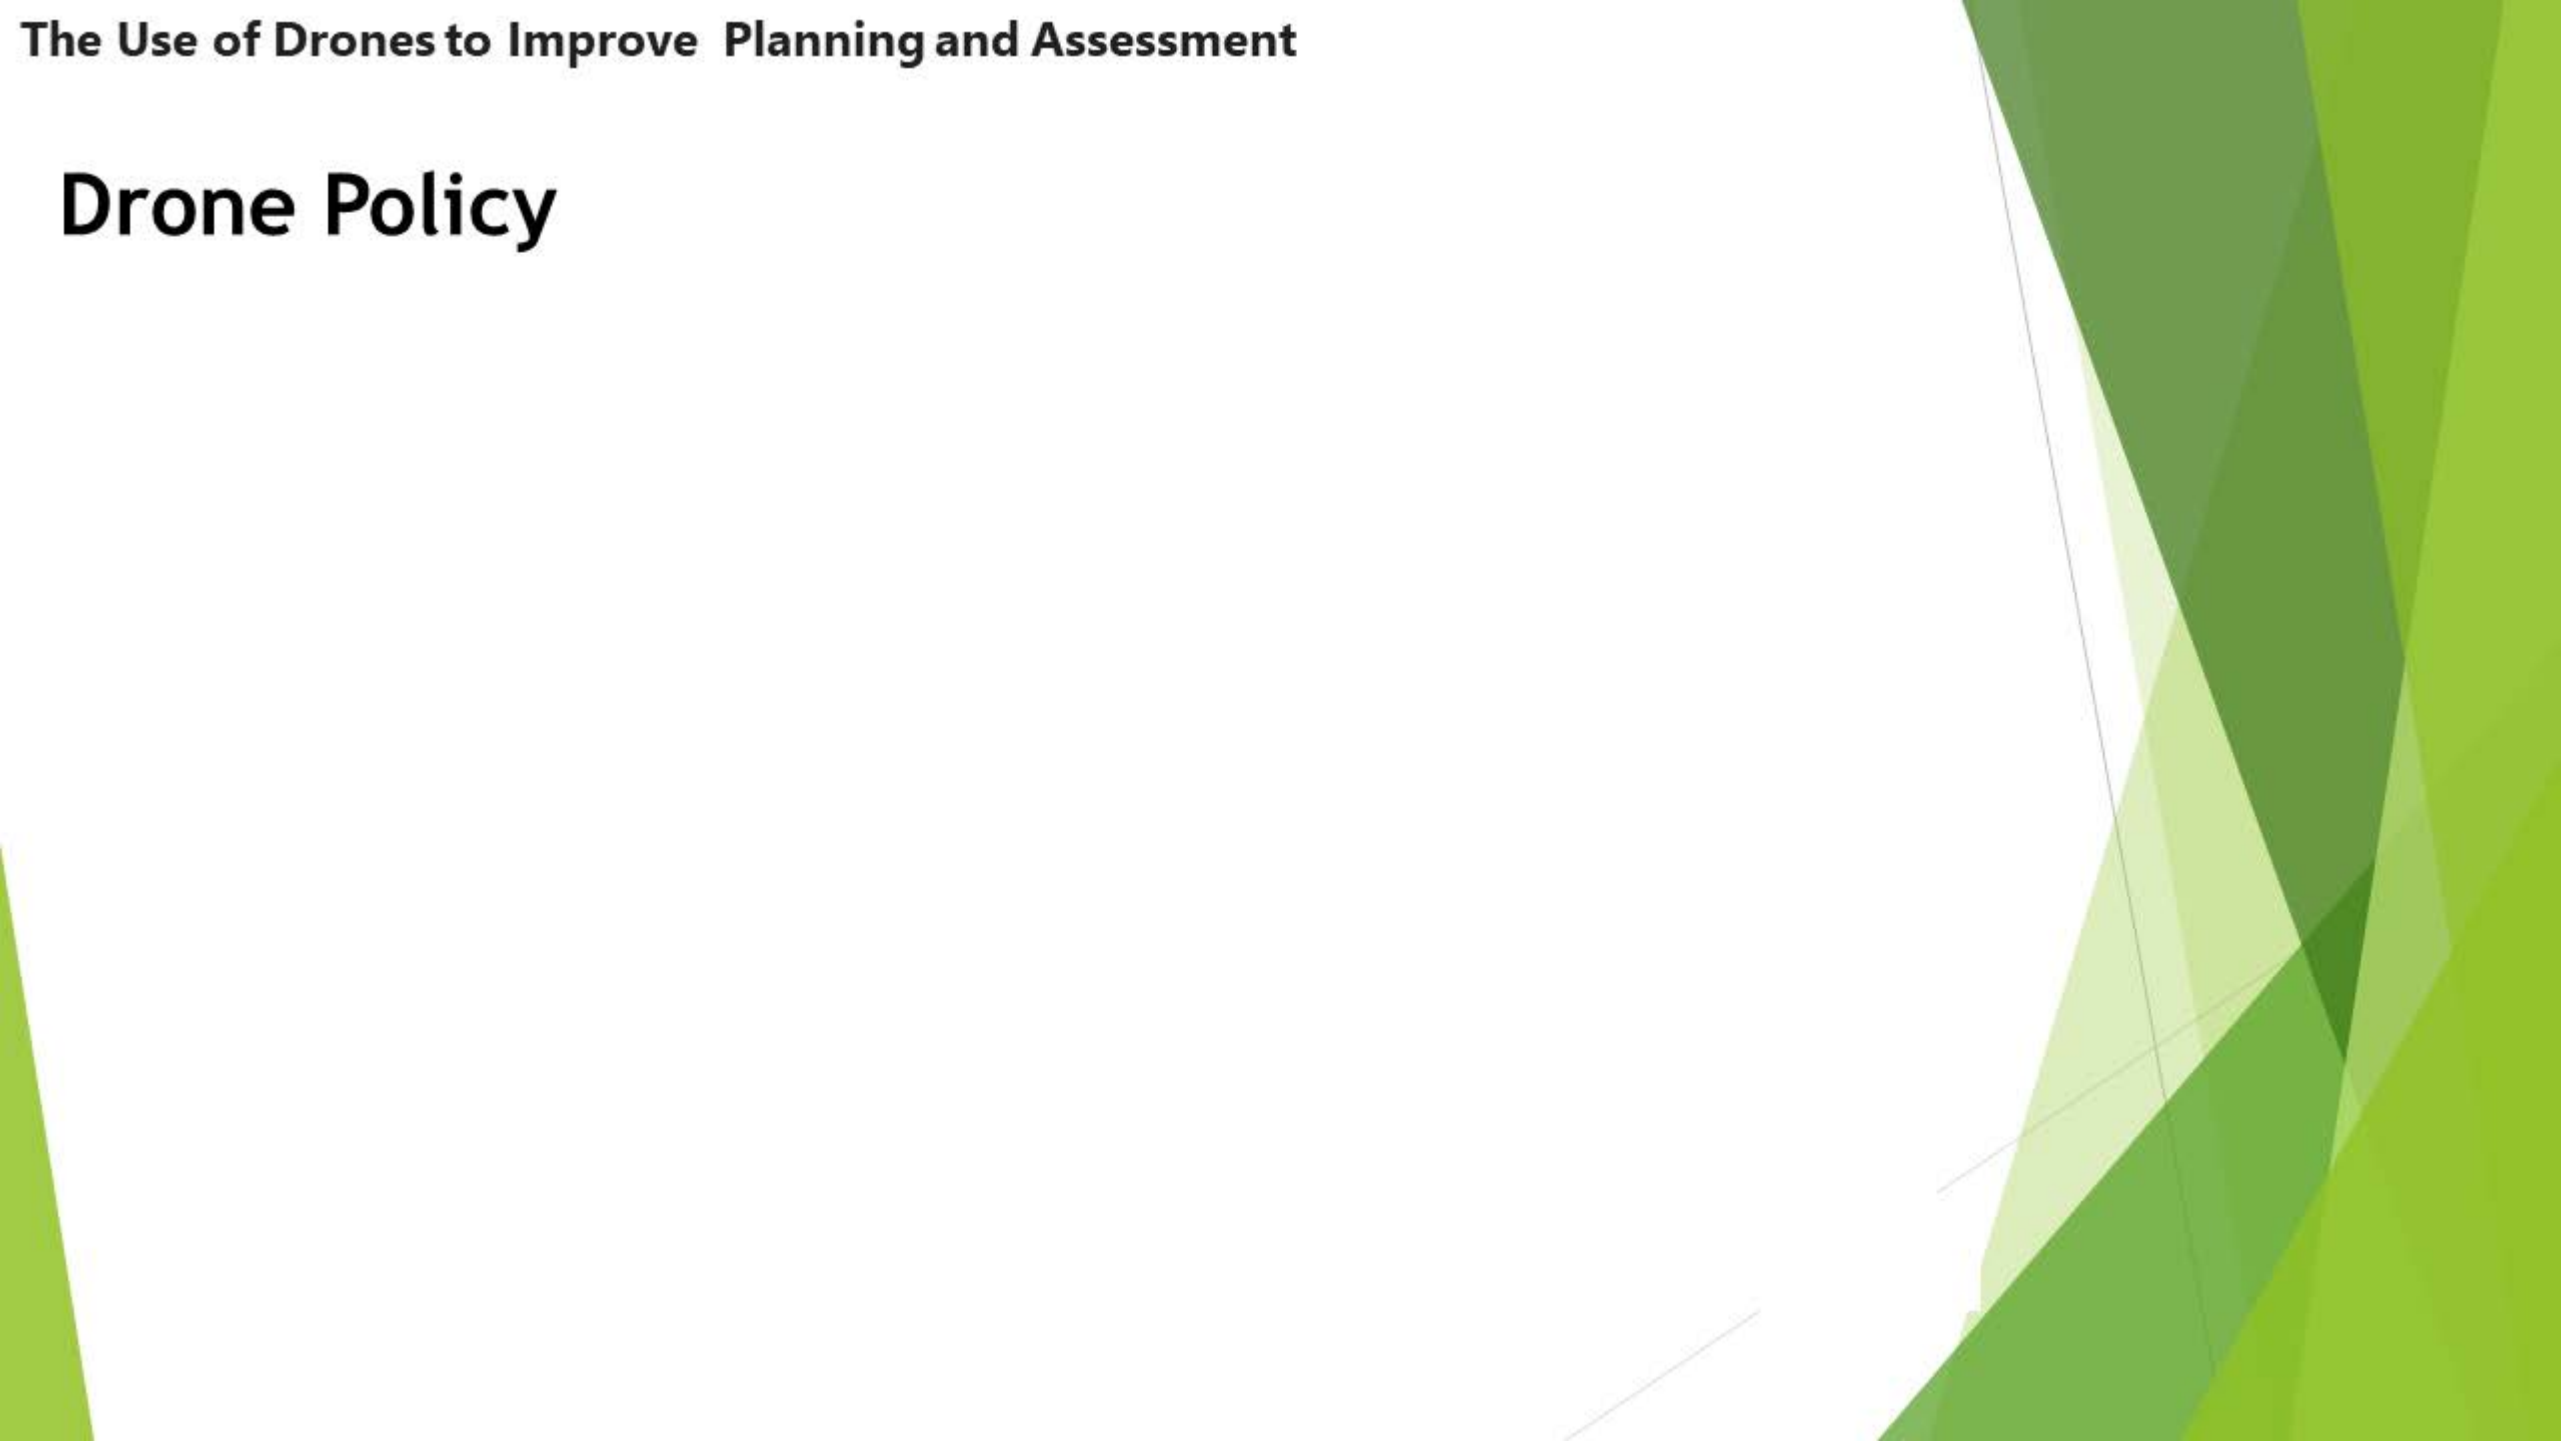 The Use of Drones to Improve Planning and Assessment
Drone Policy